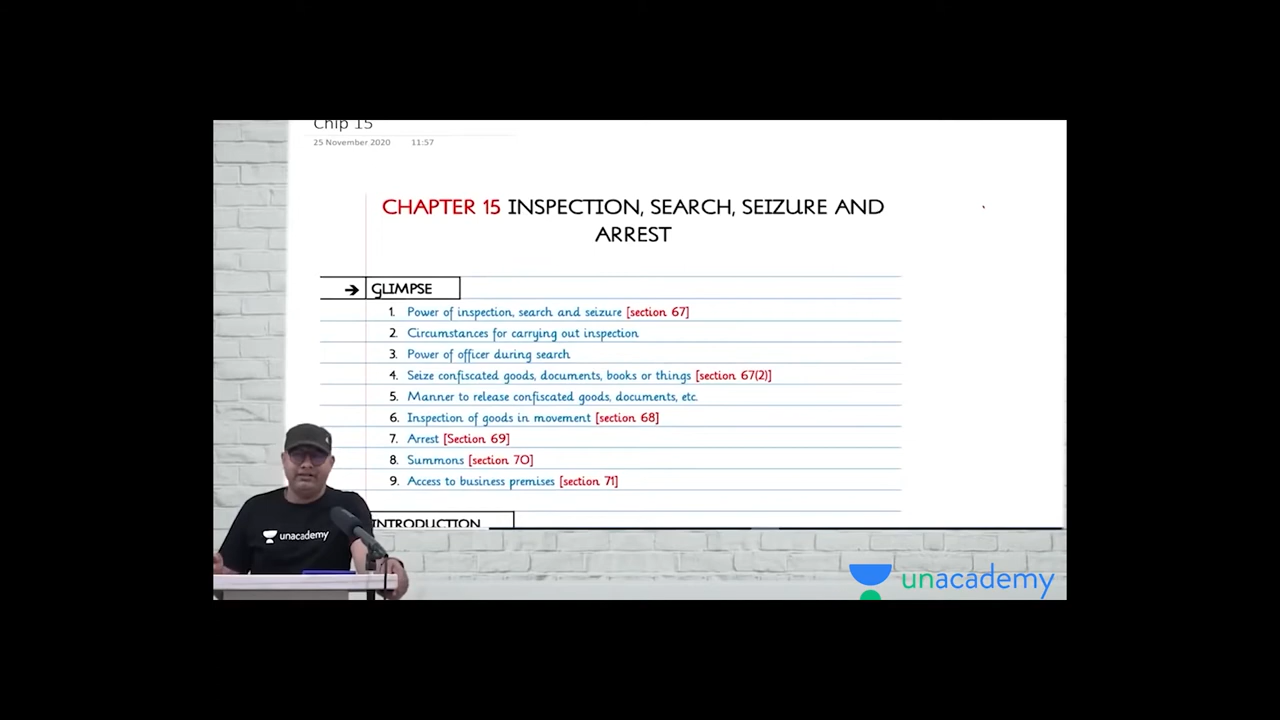 Chip 15
25 November 2020 11:57
CHAPTER 15 INSPECTION, SEARCH, SEIZURE AND
ARREST
→ GLIMPSE
1. Power of inspection, search and seizure [section 67]
2. Circumstances for carrying out inspection
3. Power of officer during search
4. Seize confiscated goods, documents, books or things [section 67(2)]
5. Manner to release confiscated goods, documents, etc.
6. Inspection of goods in movement [section 68]
7. Arrest [Section 69]
8. Summons [section 70]
9. Access to business premises [section 71]
INTRODUCTION
unacademy
unacademy